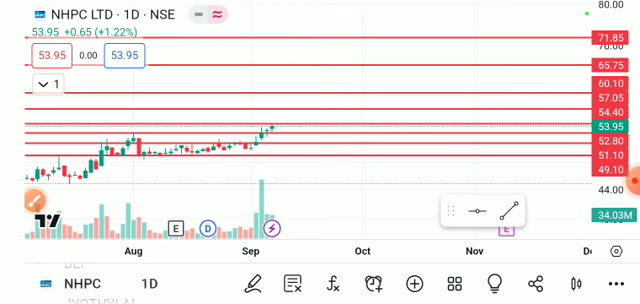 NHPC LTD · 1D · NSE
80.00
53.95 +0.65 (+1.22%)
53.95 0.00 53.95
71.85
70.00
65.75
1
60.10
57.05
54.40
53.95
52.80
51.10
49.10
44.00
34.03M
E D E
Aug Sep Oct Nov
NHPC 1D